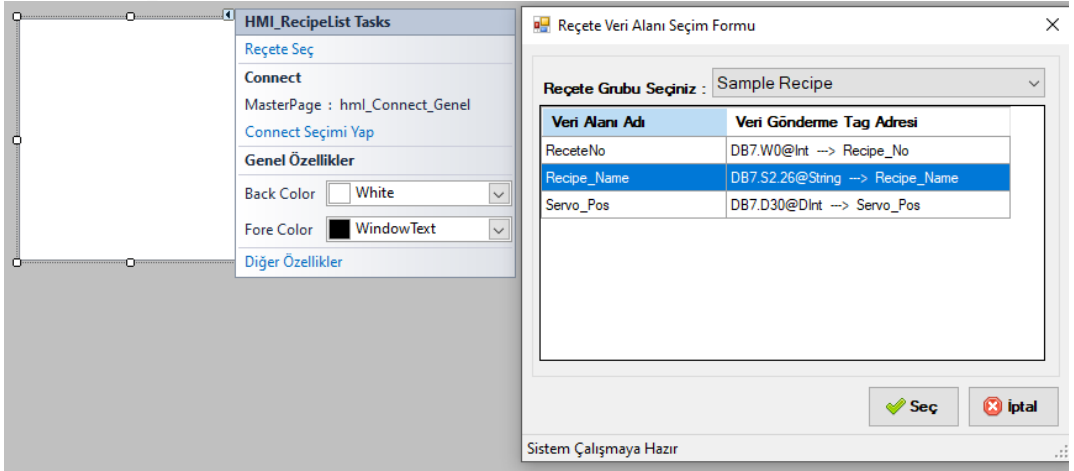 HMI_RecipeList Tasks
Reçete Seç
Connect
MasterPage : hml_Connect_Genel
Connect Seçimi Yap
Genel Özellikler
Back Color White
Fore Color WindowText
Diğer Özellikler
Reçete Veri Alanı Seçim Formu
Reçete Grubu Seçiniz : Sample Recipe
Veri Alanı Adı Veri Gönderme Tag Adresi
ReceteNo DB7.W0@Int ---> Recipe_No
Recipe_Name DB7.S2.26@String ---> Recipe_Name
Servo_Pos DB7.D30@DInt ---> Servo_Pos
Seç İptal
Sistem Çalışmaya Hazır